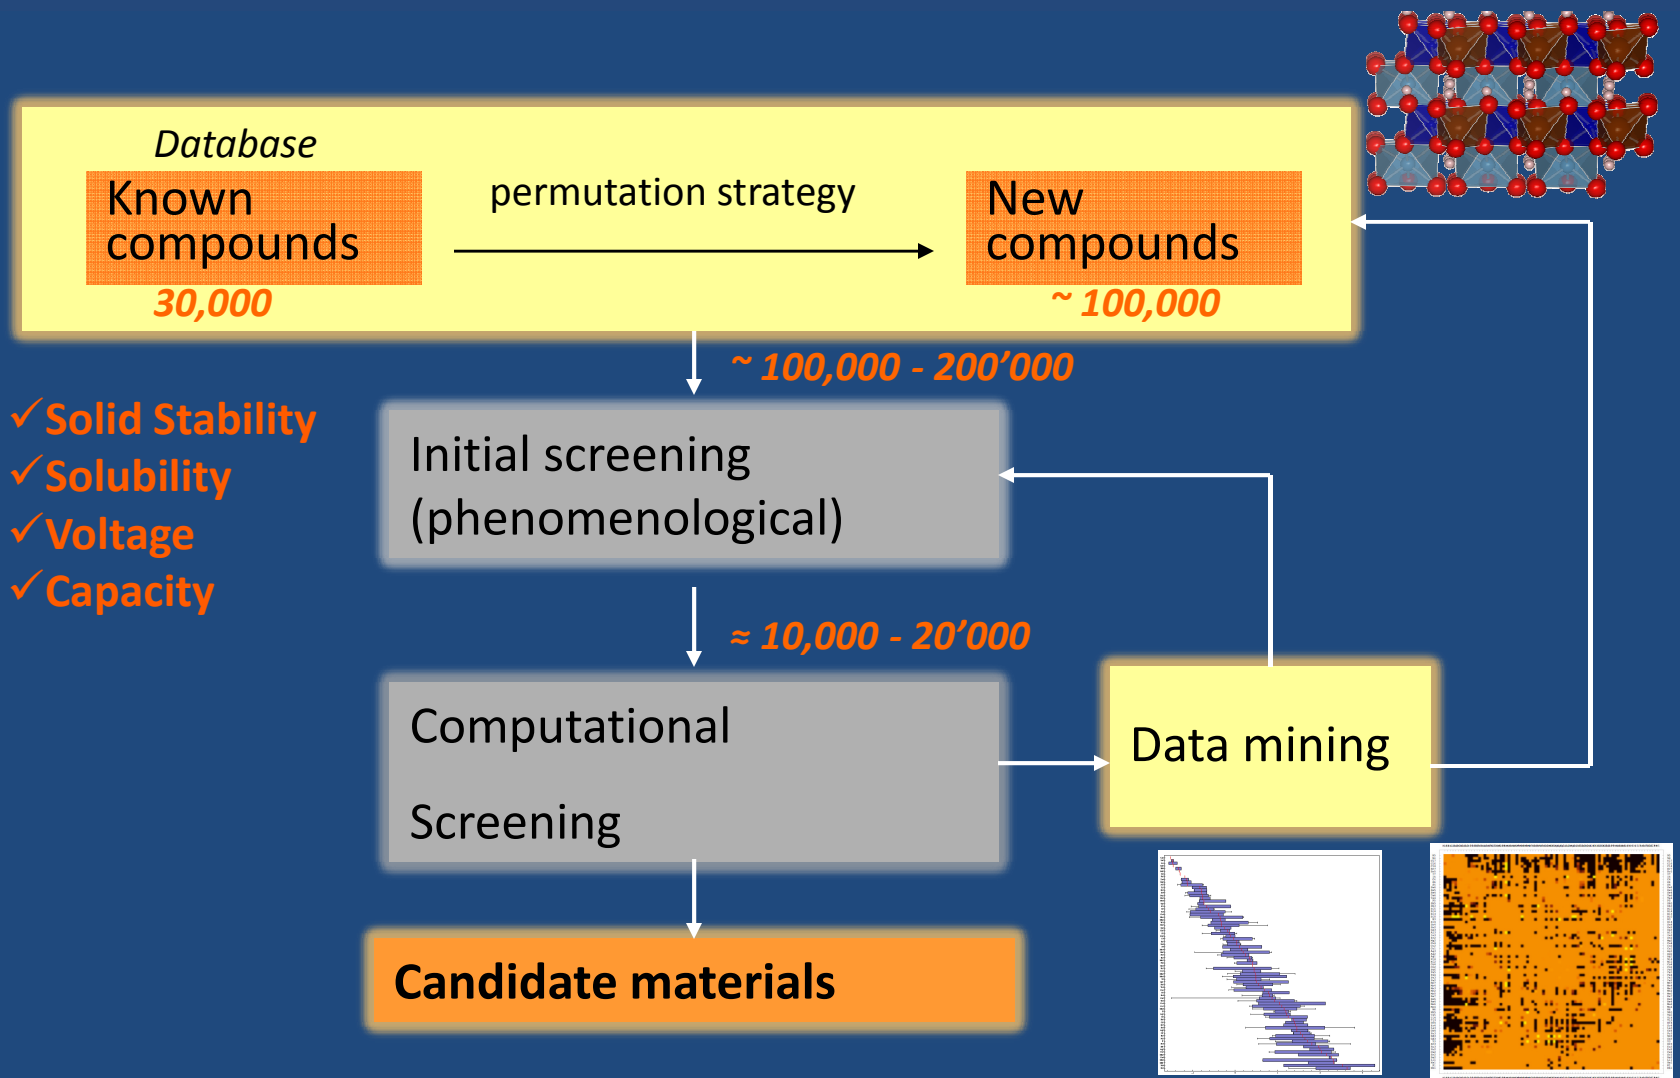 Database
Known
compounds
30,000
permutation strategy
New
compounds
~ 100,000
~ 100,000 - 200’000
✓Solid Stability
✓Solubility
✓Voltage
✓Capacity
Initial screening
(phenomenological)
≈ 10,000 - 20’000
Computational
Screening
Data mining
Candidate materials